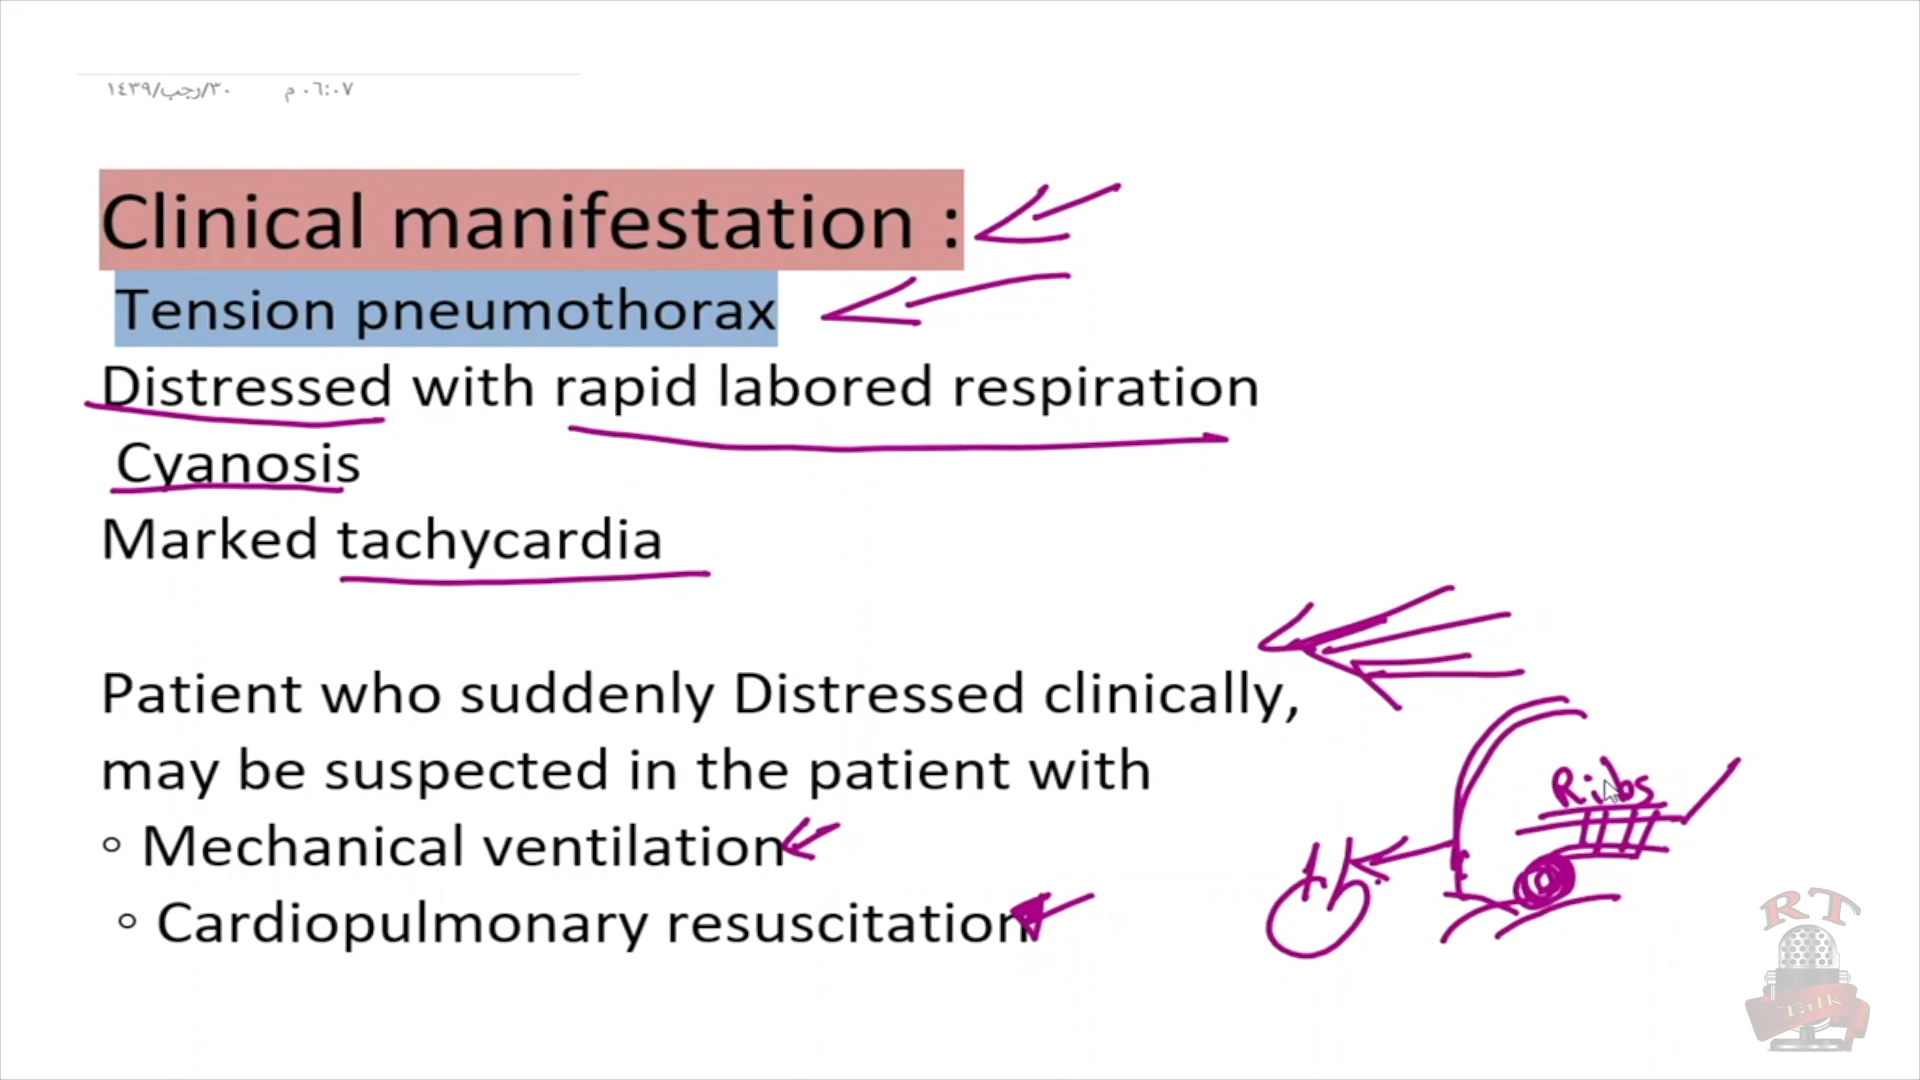 ٣٠/رجب/١٤٣٩ ٠٦:٠٧ م
Clinical manifestation :
Tension pneumothorax
Distressed with rapid labored respiration
Cyanosis
Marked tachycardia
Patient who suddenly Distressed clinically,
may be suspected in the patient with
◦ Mechanical ventilation
◦ Cardiopulmonary resuscitation
Ribs
RT
Talk